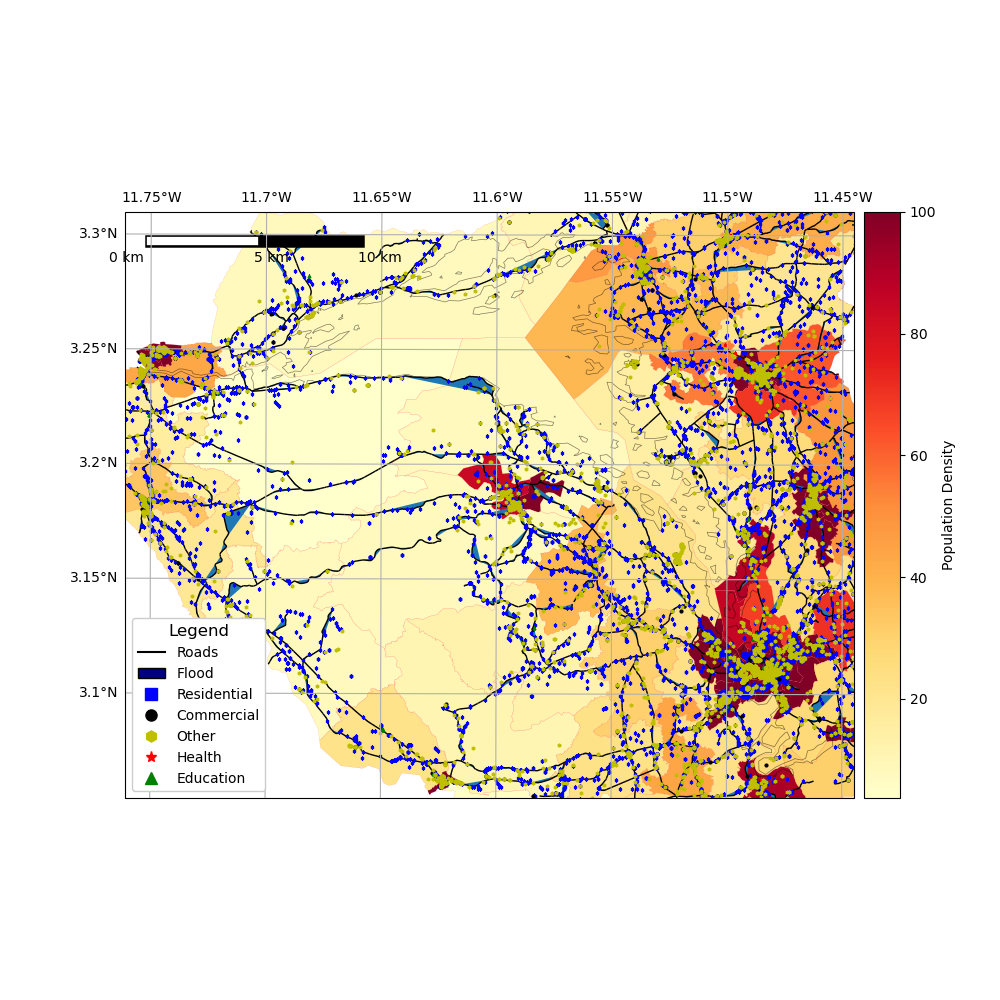 11.75°W 11.7°W 11.65°W 11.6°W 11.55°W 11.5°W 11.45°W
3.3°N
3.25°N
3.2°N
3.15°N
3.1°N
0 km 5 km 10 km
Legend
Roads
Flood
Residential
Commercial
Other
Health
Education
100
80
60
40
20
Population Density